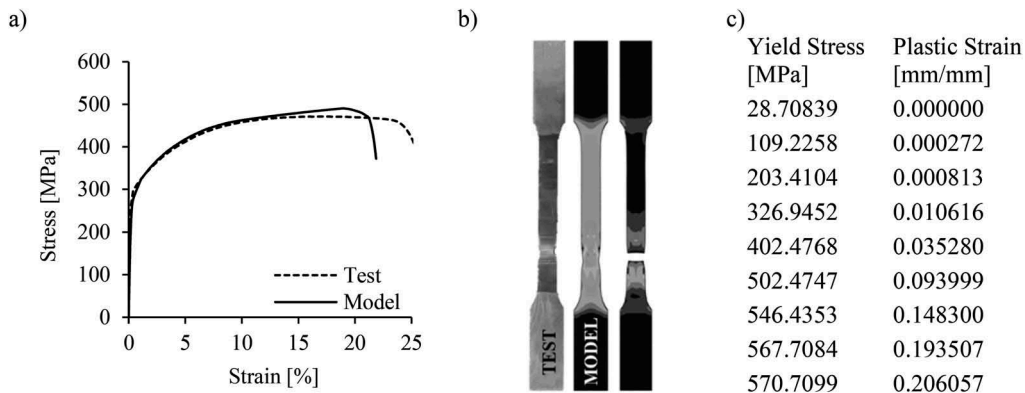 a)
600
500
400
300
200
100
0
Stress [MPa]
0 5 10 15 20 25
Strain [%]
Test
Model
b)
TEST
MODEL
c)
Yield Stress Plastic Strain
[MPa] [mm/mm]
28.70839 0.000000
109.2258 0.000272
203.4104 0.000813
326.9452 0.010616
402.4768 0.035280
502.4747 0.093999
546.4353 0.148300
567.7084 0.193507
570.7099 0.206057